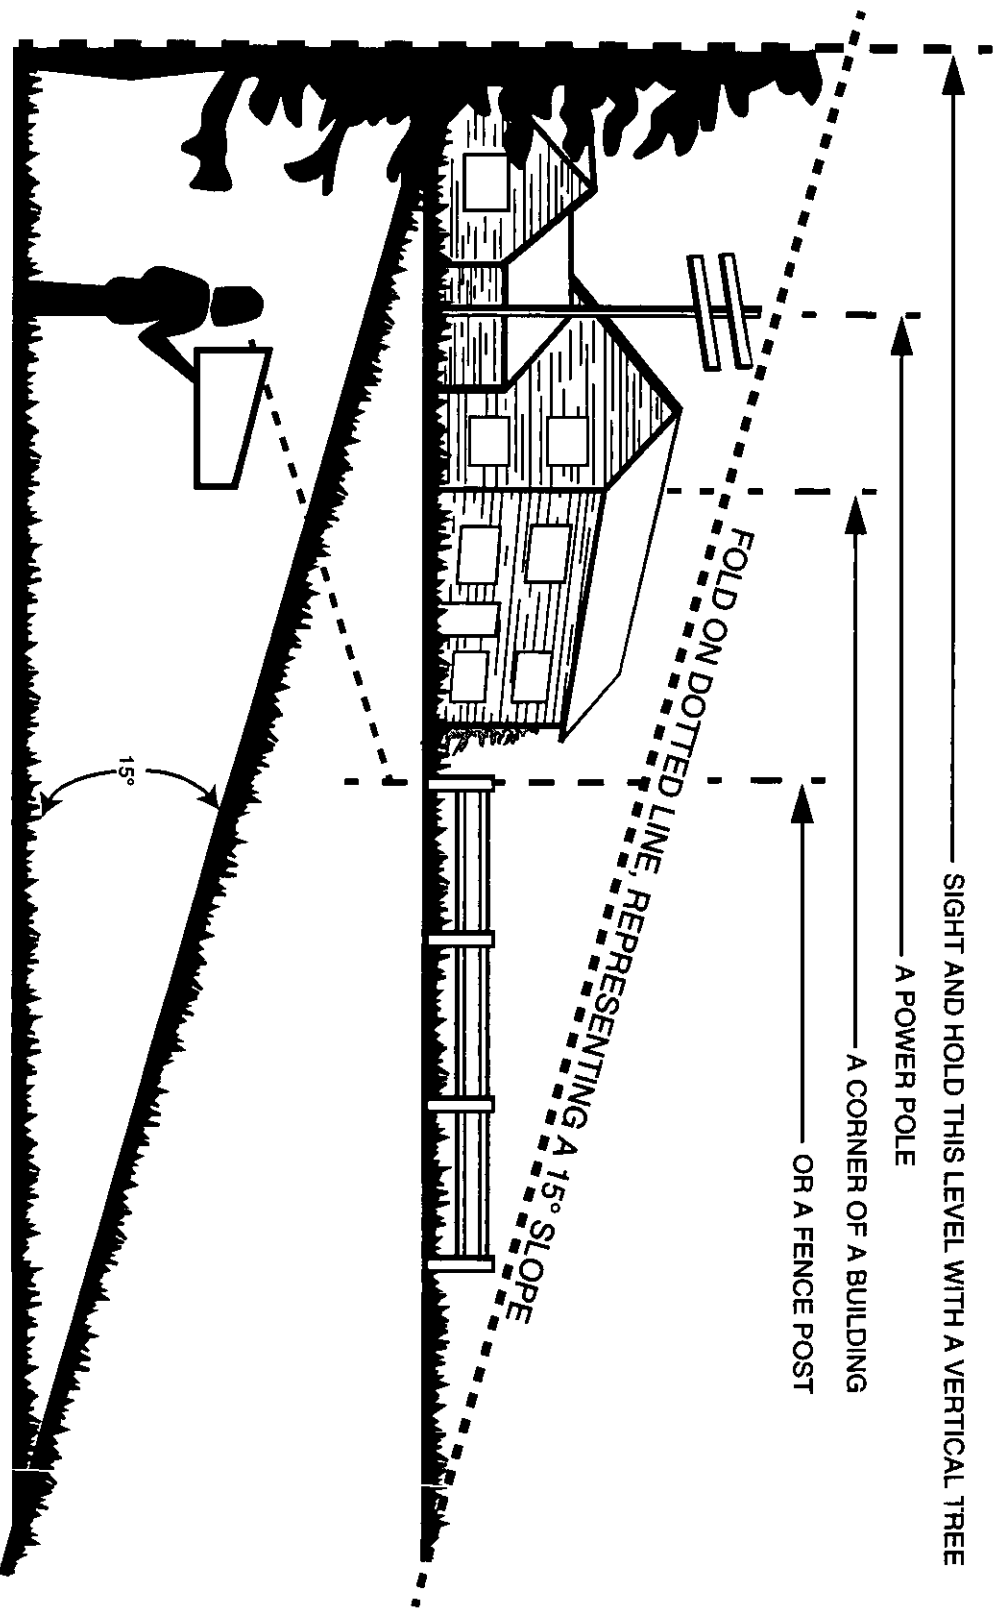 SIGHT AND HOLD THIS LEVEL WITH A VERTICAL TREE
A POWER POLE
A CORNER OF A BUILDING
OR A FENCE POST
FOLD ON DOTTED LINE, REPRESENTING A 15° SLOPE
15°